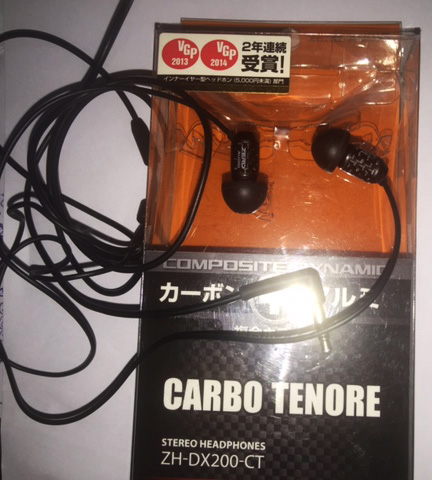 VGP 2013
VGP 2014
2年連続
受賞!
インナーイヤー型ヘッドホン(5,000円未満)部門
ZERO
COMPOSITE DYNAMIC
カーボン
CARBO TENORE
STEREO HEADPHONES
ZH-DX200-CT